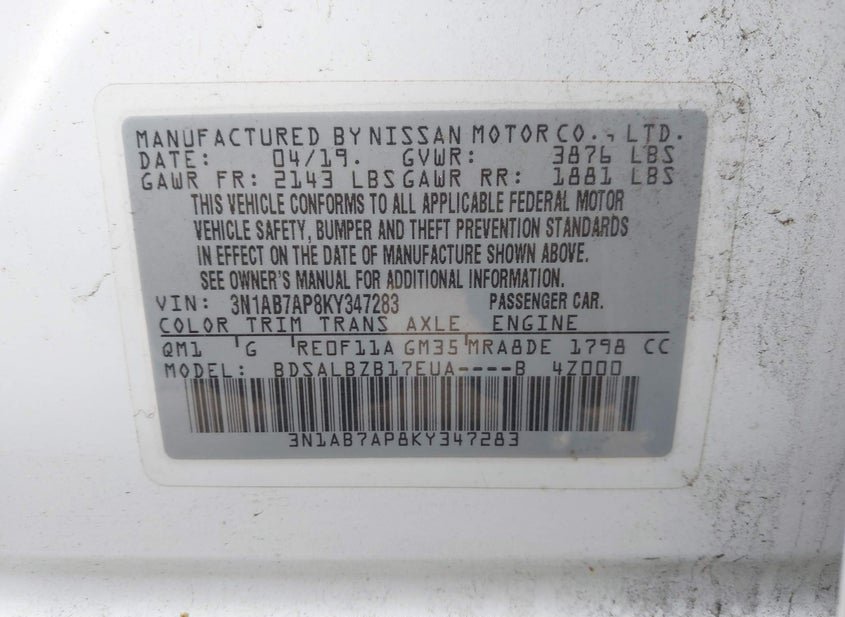 MANUFACTURED BY NISSAN MOTOR CO., LTD.
DATE: 04/19. GVWR: 3876 LBS
GAWR FR: 2143 LBS GAWR RR: 1881 LBS
THIS VEHICLE CONFORMS TO ALL APPLICABLE FEDERAL MOTOR
VEHICLE SAFETY, BUMPER AND THEFT PREVENTION STANDARDS
IN EFFECT ON THE DATE OF MANUFACTURE SHOWN ABOVE.
SEE OWNER'S MANUAL FOR ADDITIONAL INFORMATION.
VIN: 3N1AB7AP8KY347283 PASSENGER CAR.
COLOR TRIM TRANS AXLE ENGINE
QM1 'G 'RE0F11A GM35'MRA8DE 1798 CC
MODEL: BDSALBZB17EUA----B 4Z000
3N1AB7AP8KY347283